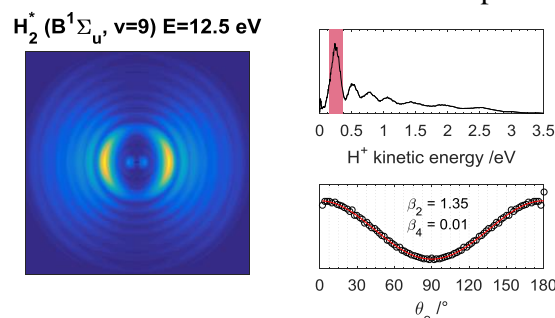 H₂* (B¹Σᵤ, v=9) E=12.5 eV
0 0.5 1 1.5 2 2.5 3 3.5
H⁺ kinetic energy /eV
β₂ = 1.35
β₄ = 0.01
0 30 60 90 120 150 180
/°